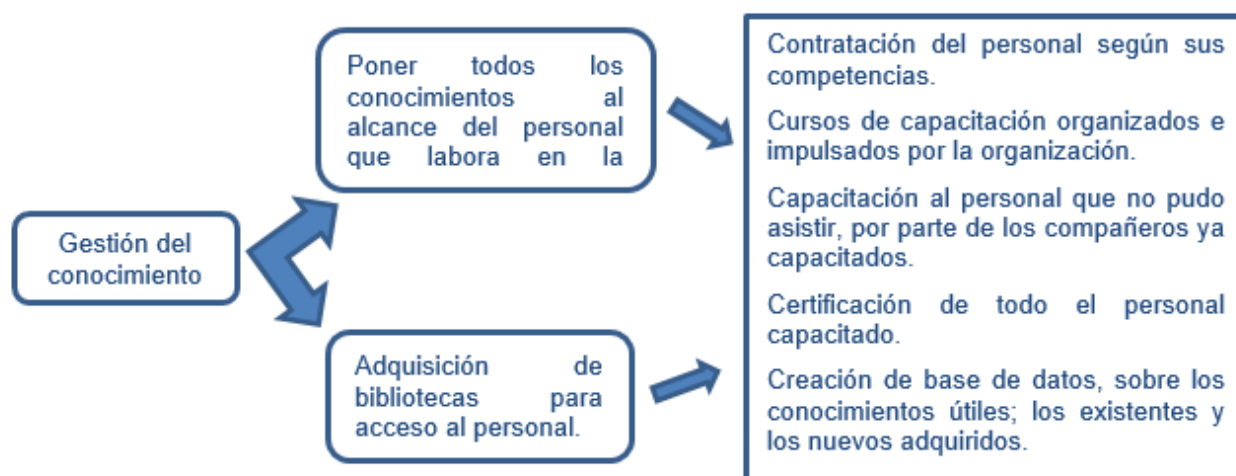 Gestión del
conocimiento
Poner todos los
conocimientos al
alcance del personal
que labora en la
Adquisición de
bibliotecas para
acceso al personal.
Contratación del personal según sus
competencias.
Cursos de capacitación organizados e
impulsados por la organización.
Capacitación al personal que no pudo
asistir, por parte de los compañeros ya
capacitados.
Certificación de todo el personal
capacitado.
Creación de base de datos, sobre los
conocimientos útiles; los existentes y
los nuevos adquiridos.